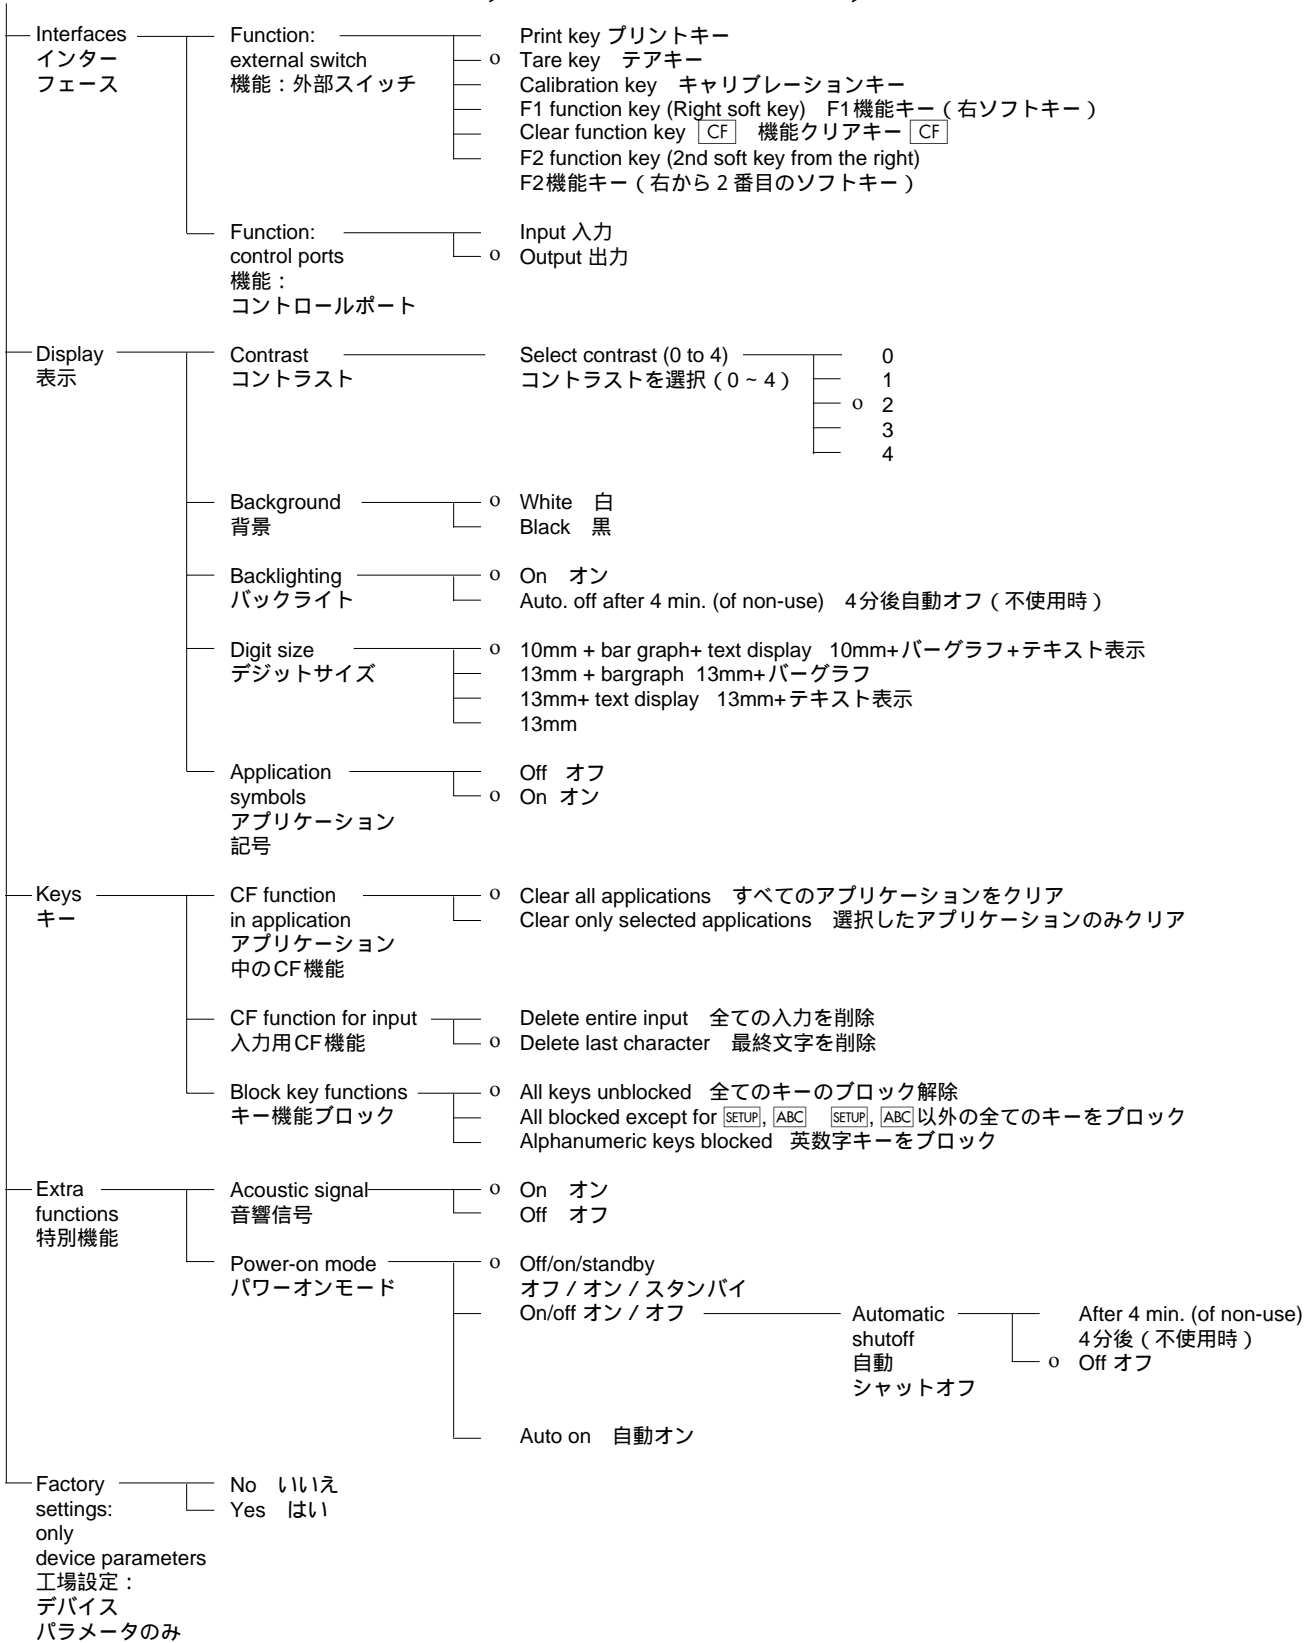 Interfaces Function: Print key プリントキー
インター external switch o Tare key テアキー
フェース 機能：外部スイッチ Calibration key キャリブレーションキー
F1 function key (Right soft key) F1機能キー（右ソフトキー）
Clear function key CF 機能クリアキー CF
F2 function key (2nd soft key from the right)
F2機能キー（右から2番目のソフトキー）
Function: Input 入力
control ports o Output 出力
機能：
コントロールポート
Display Contrast Select contrast (0 to 4) 0
表示 コントラスト コントラストを選択（0 ~ 4） 1
o 2
3
4
Background o White 白
背景 Black 黒
Backlighting o On オン
バックライト Auto. off after 4 min. (of non-use) 4分後自動オフ（不使用時）
Digit size o 10mm + bar graph+ text display 10mm+バーグラフ+テキスト表示
デジットサイズ 13mm + bargraph 13mm+バーグラフ
13mm+ text display 13mm+テキスト表示
13mm
Application Off オフ
symbols o On オン
アプリケーション
記号
Keys CF function o Clear all applications すべてのアプリケーションをクリア
キー in application Clear only selected applications 選択したアプリケーションのみクリア
アプリケーション
中のCF機能
CF function for input Delete entire input 全ての入力を削除
入力用CF機能 o Delete last character 最終文字を削除
Block key functions o All keys unblocked 全てのキーのブロック解除
キー機能ブロック All blocked except for SETUP, ABC SETUP, ABC以外の全てのキーをブロック
Alphanumeric keys blocked 英数字キーをブロック
Extra Acoustic signal o On オン
functions 音響信号 Off オフ
特別機能
Power-on mode o Off/on/standby
パワーオンモード オフ / オン / スタンバイ
On/off オン / オフ Automatic After 4 min. (of non-use)
shutoff 4分後（不使用時）
自動 o Off オフ
シャットオフ
Auto on 自動オン
Factory No いいえ
settings: Yes はい
only
device parameters
工場設定：
デバイス
パラメータのみ